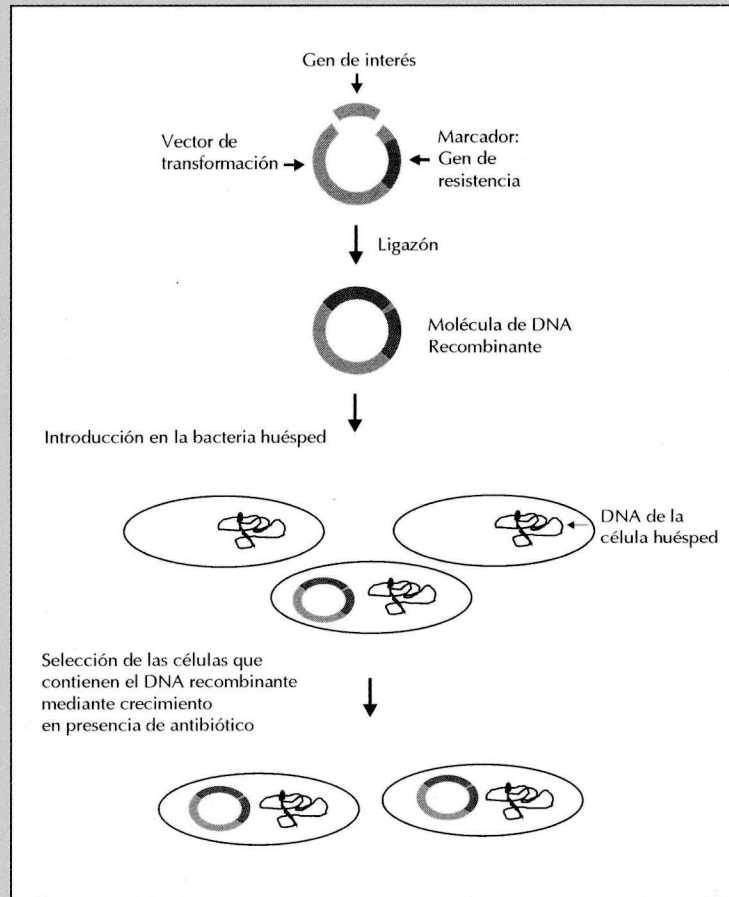 Gen de interés
Vector de
transformación
Marcador:
Gen de
resistencia
Ligazón
Molécula de DNA
Recombinante
Introducción en la bacteria huésped
DNA de la
célula huésped
Selección de las células que
contienen el DNA recombinante
mediante crecimiento
en presencia de antibiótico